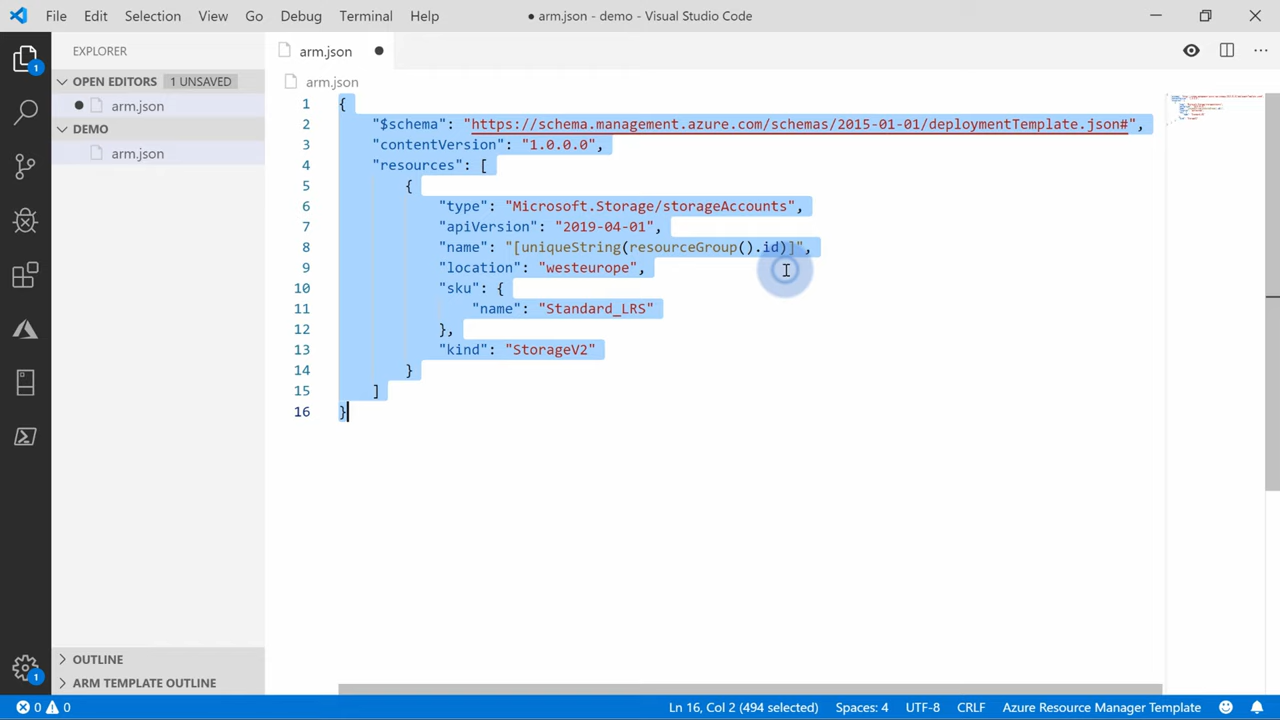 File Edit Selection View Go Debug Terminal Help ● arm.json - demo - Visual Studio Code
EXPLORER
arm.json
OPEN EDITORS 1 UNSAVED
arm.json
arm.json
DEMO
arm.json
1 {
2 "$schema": "https://schema.management.azure.com/schemas/2015-01-01/deploymentTemplate.json#",
3 "contentVersion": "1.0.0.0",
4 "resources": [
5 {
6 "type": "Microsoft.Storage/storageAccounts",
7 "apiVersion": "2019-04-01",
8 "name": "[uniqueString(resourceGroup().id)]",
9 "location": "westeurope",
10 "sku": {
11 "name": "Standard_LRS"
12 },
13 "kind": "StorageV2"
14 }
15 ]
16 }
1
1
OUTLINE
ARM TEMPLATE OUTLINE
0 0 Ln 16, Col 2 (494 selected) Spaces: 4 UTF-8 CRLF Azure Resource Manager Template